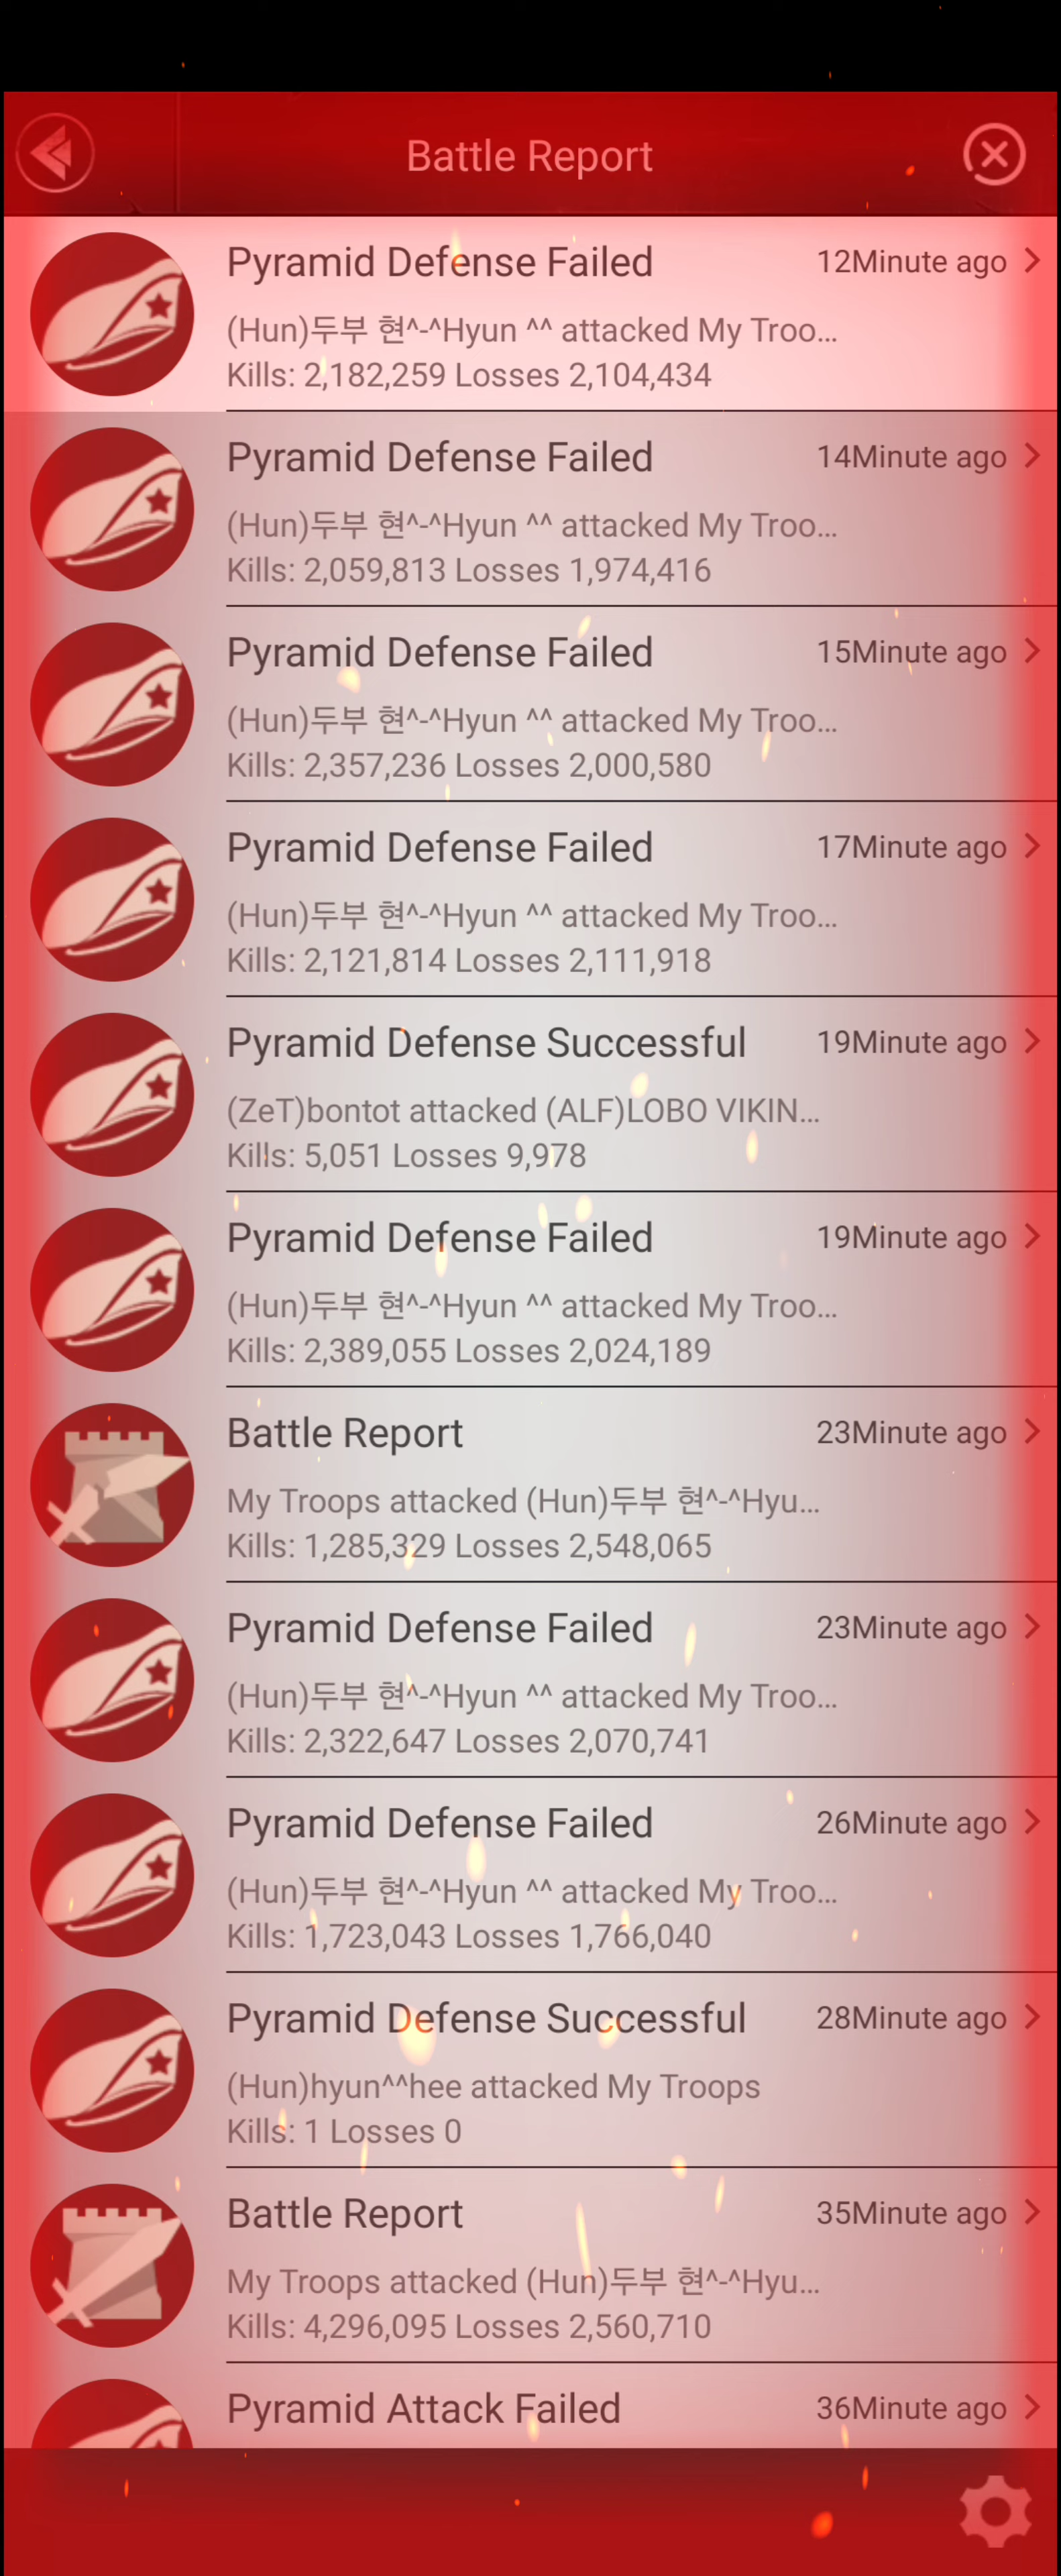 Battle Report
Pyramid Defense Failed 12Minute ago
(Hun)두부 현^-^Hyun ^^ attacked My Troo...
Kills: 2,182,259 Losses 2,104,434
Pyramid Defense Failed 14Minute ago
(Hun)두부 현^-^Hyun ^^ attacked My Troo...
Kills: 2,059,813 Losses 1,974,416
Pyramid Defense Failed 15Minute ago
(Hun)두부 현^-^Hyun ^^ attacked My Troo...
Kills: 2,357,236 Losses 2,000,580
Pyramid Defense Failed 17Minute ago
(Hun)두부 현^-^Hyun ^^ attacked My Troo...
Kills: 2,121,814 Losses 2,111,918
Pyramid Defense Successful 19Minute ago
(ZeT)bontot attacked (ALF)LOBO VIKIN...
Kills: 5,051 Losses 9,978
Pyramid Defense Failed 19Minute ago
(Hun)두부 현^-^Hyun ^^ attacked My Troo...
Kills: 2,389,055 Losses 2,024,189
Battle Report 23Minute ago
My Troops attacked (Hun)두부 현^-^Hyu...
Kills: 1,285,329 Losses 2,548,065
Pyramid Defense Failed 23Minute ago
(Hun)두부 현^-^Hyun ^^ attacked My Troo...
Kills: 2,322,647 Losses 2,070,741
Pyramid Defense Failed 26Minute ago
(Hun)두부 현^-^Hyun ^^ attacked My Troo...
Kills: 1,723,043 Losses 1,766,040
Pyramid Defense Successful 28Minute ago
(Hun)hyun^^hee attacked My Troops
Kills: 1 Losses 0
Battle Report 35Minute ago
My Troops attacked (Hun)두부 현^-^Hyu...
Kills: 4,296,095 Losses 2,560,710
Pyramid Attack Failed 36Minute ago